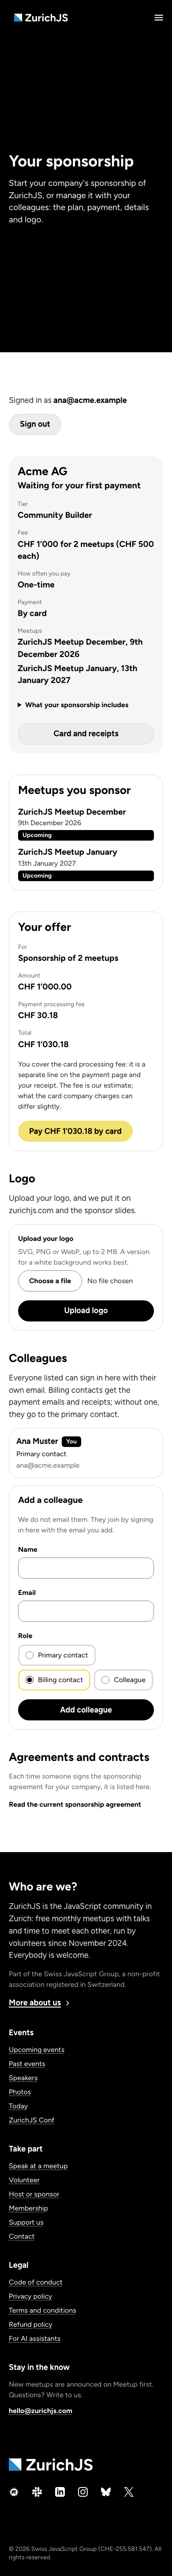 ZurichJS
Your sponsorship
Start your company's sponsorship of
ZurichJS, or manage it with your
colleagues: the plan, payment, details
and logo.
Signed in as ana@acme.example
Sign out
Acme AG
Waiting for your first payment
Tier
Community Builder
Fee
CHF 1'000 for 2 meetups (CHF 500
each)
How often you pay
One-time
Payment
By card
Meetups
ZurichJS Meetup December, 9th
December 2026
ZurichJS Meetup January, 13th
January 2027
What your sponsorship includes
Card and receipts
Meetups you sponsor
ZurichJS Meetup December
9th December 2026
Upcoming
ZurichJS Meetup January
13th January 2027
Upcoming
Your offer
For
Sponsorship of 2 meetups
Amount
CHF 1'000.00
Payment processing fee
CHF 30.18
Total
CHF 1'030.18
You cover the card processing fee: it is a
separate line on the payment page and
your receipt. The fee is our estimate;
what the card company charges can
differ slightly.
Pay CHF 1'030.18 by card
Logo
Upload your logo, and we put it on
zurichjs.com and the sponsor slides.
Upload your logo
SVG, PNG or WebP, up to 2 MB. A version
for a white background works best.
Choose a file No file chosen
Upload logo
Colleagues
Everyone listed can sign in here with their
own email. Billing contacts get the
payment emails and receipts; without one,
they go to the primary contact.
Ana Muster You
Primary contact
ana@acme.example
Add a colleague
We do not email them. They join by signing
in here with the email you add.
Name
Email
Role
Primary contact
Billing contact Colleague
Add colleague
Agreements and contracts
Each time someone signs the sponsorship
agreement for your company, it is listed here.
Read the current sponsorship agreement
Who are we?
ZurichJS is the JavaScript community in
Zurich: free monthly meetups with talks
and time to meet each other, run by
volunteers since November 2024.
Everybody is welcome.
Part of the Swiss JavaScript Group, a non-profit
association registered in Switzerland.
More about us
Events
Upcoming events
Past events
Speakers
Photos
Today
ZurichJS Conf
Take part
Speak at a meetup
Volunteer
Host or sponsor
Membership
Support us
Contact
Legal
Code of conduct
Privacy policy
Terms and conditions
Refund policy
For AI assistants
Stay in the know
New meetups are announced on Meetup first.
Questions? Write to us.
hello@zurichjs.com
ZurichJS
© 2026 Swiss JavaScript Group (CHE-255.581.547). All
rights reserved.